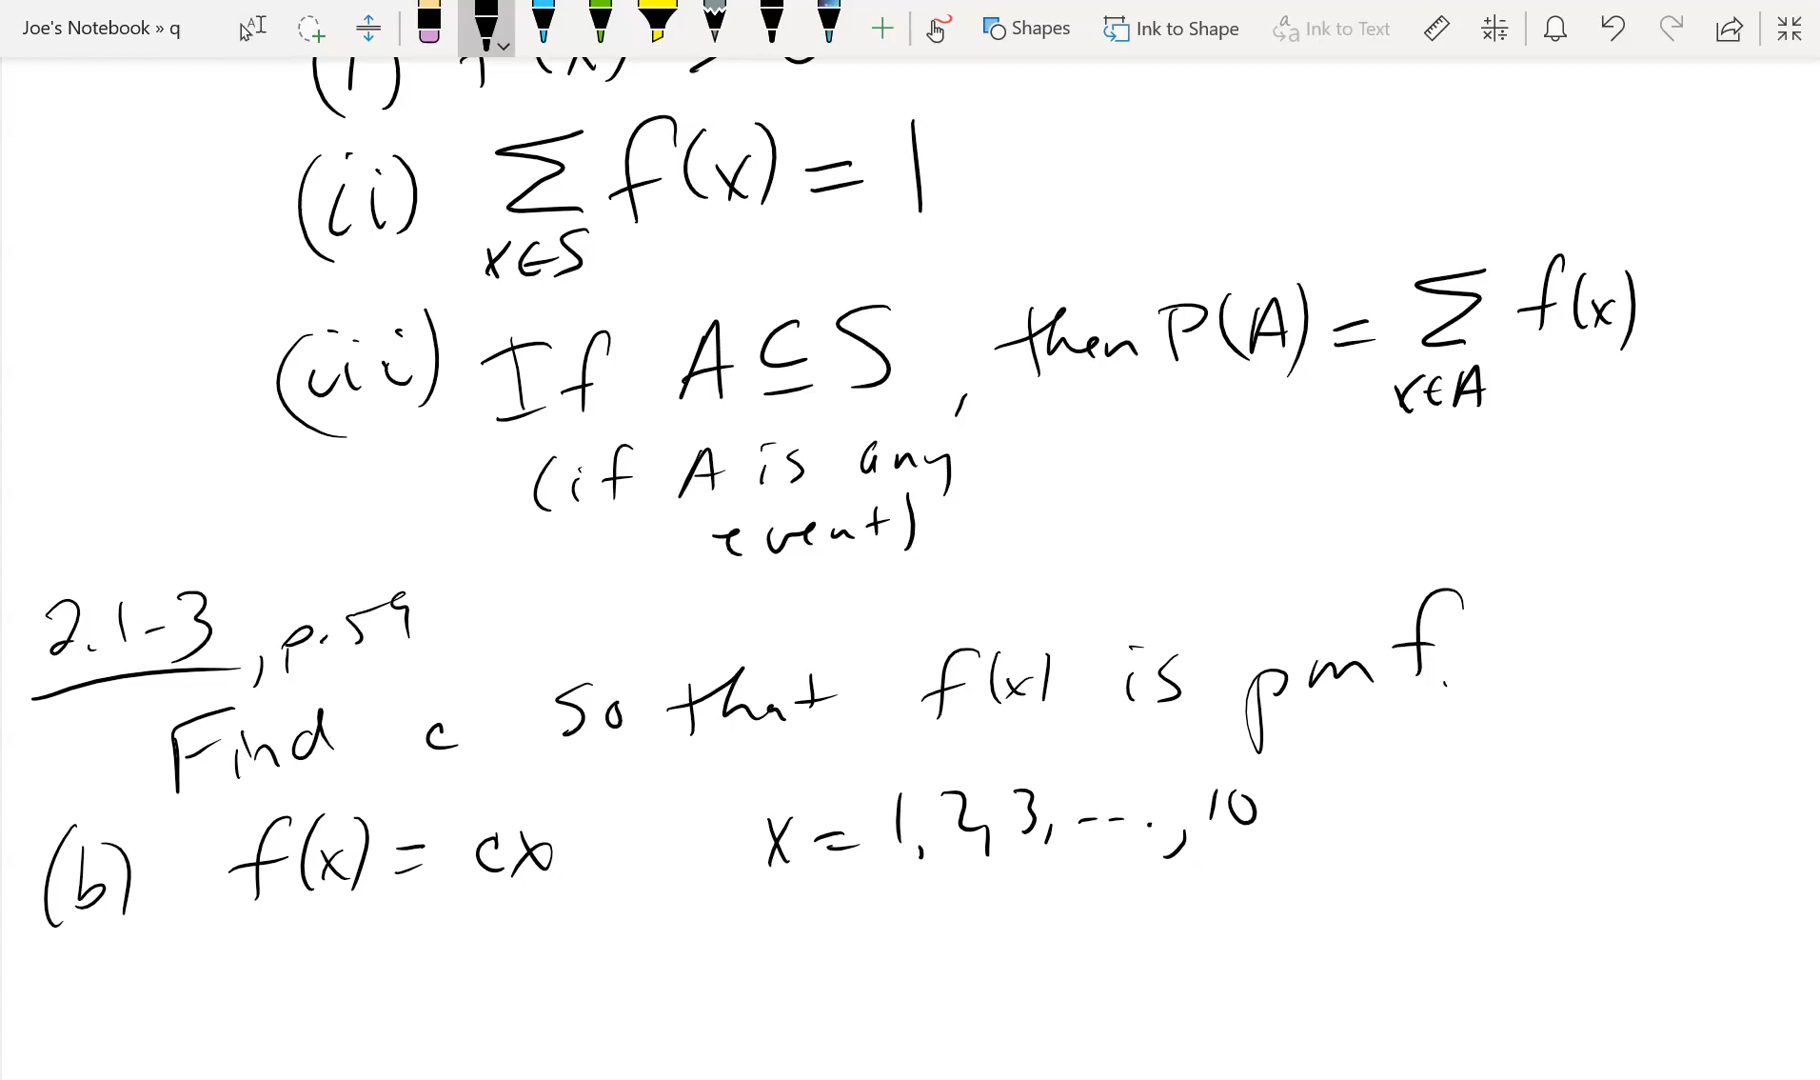 Joe's Notebook » q
Shapes
Ink to Shape
Ink to Text
(ii) ∑ f(x) = 1
x∈S
(iii) If A ⊆ S, then P(A) = ∑ f(x)
x∈A
(if A is any
event)
2.1-3, p.59
Find c so that f(x) is pmf.
(b) f(x) = cx x = 1, 2, 3, ..., 10